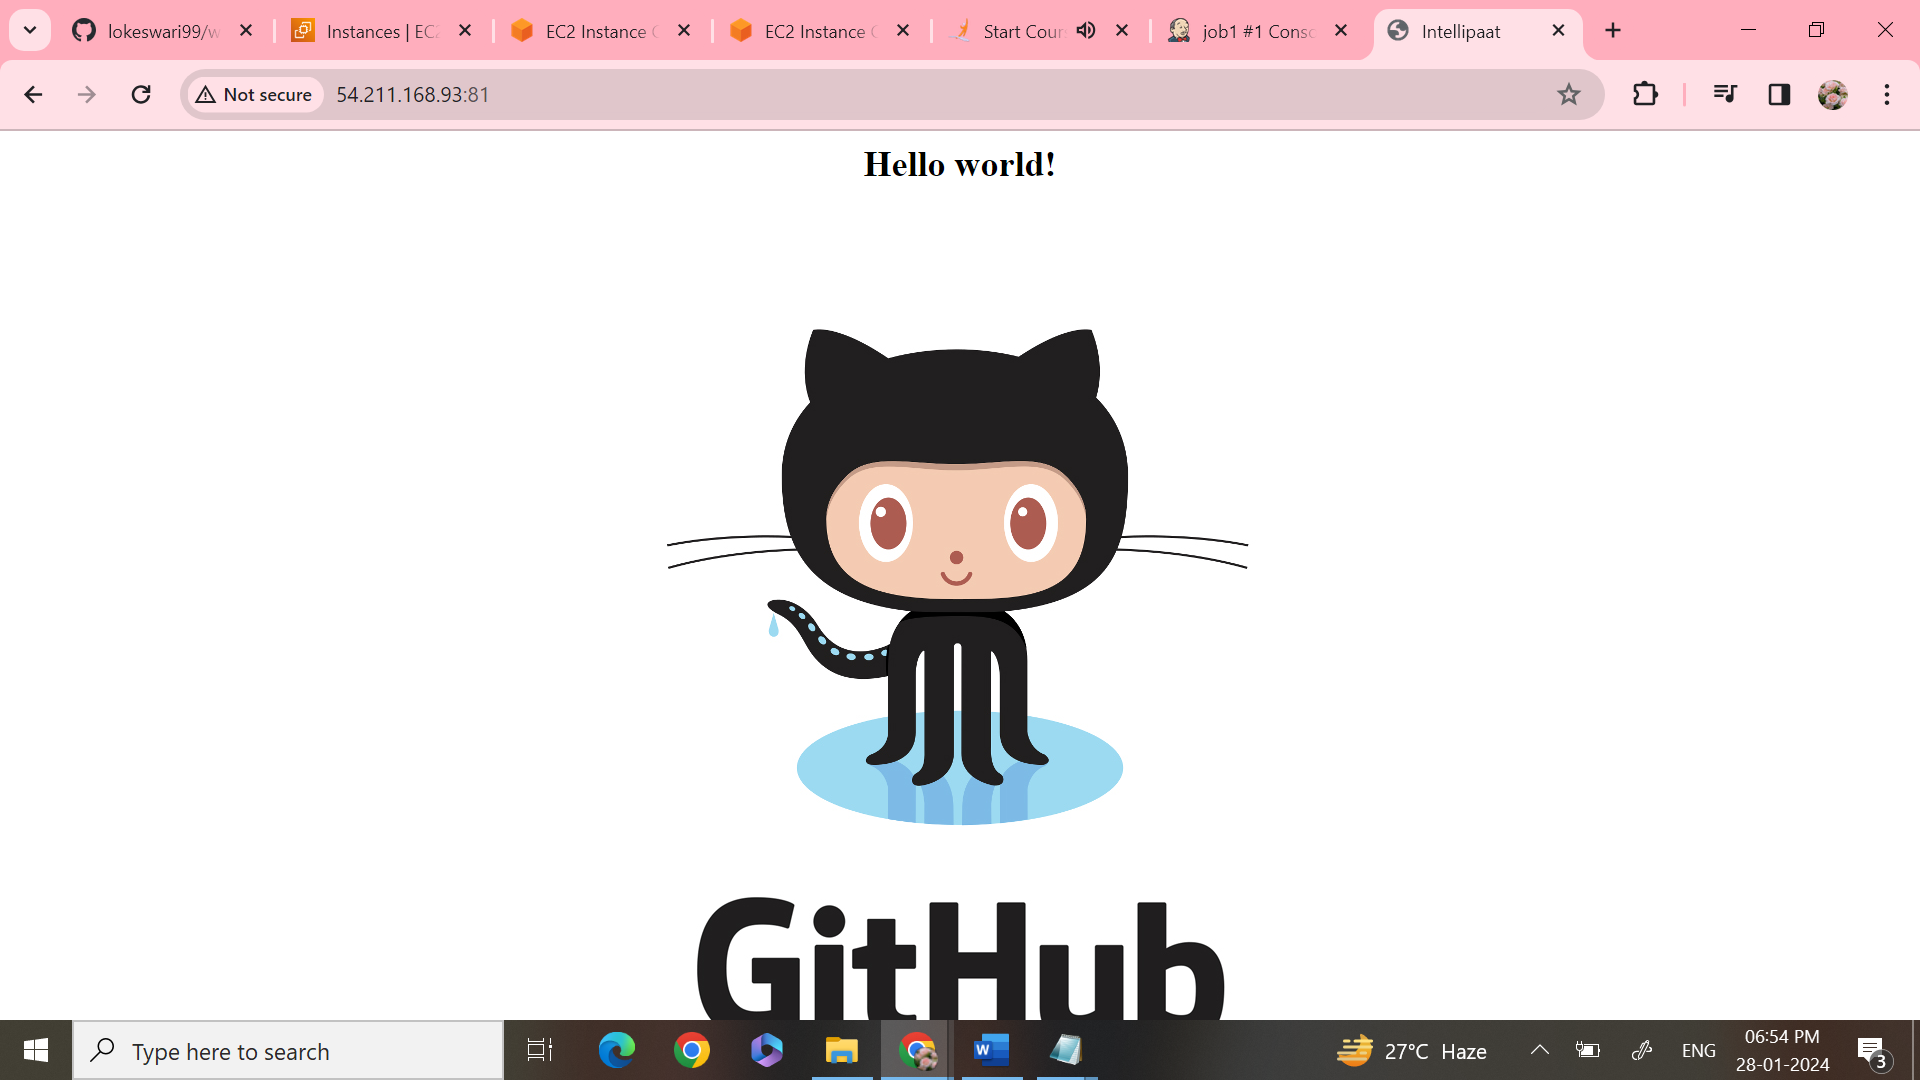 lokeswari99/w
Instances | EC2
EC2 Instance C
EC2 Instance C
Start Cour
job1 #1 Conso
Intellipaat
Not secure
54.211.168.93:81
Hello world!
GitHub
Type here to search
W
27°C Haze
ENG
06:54 PM
28-01-2024
3